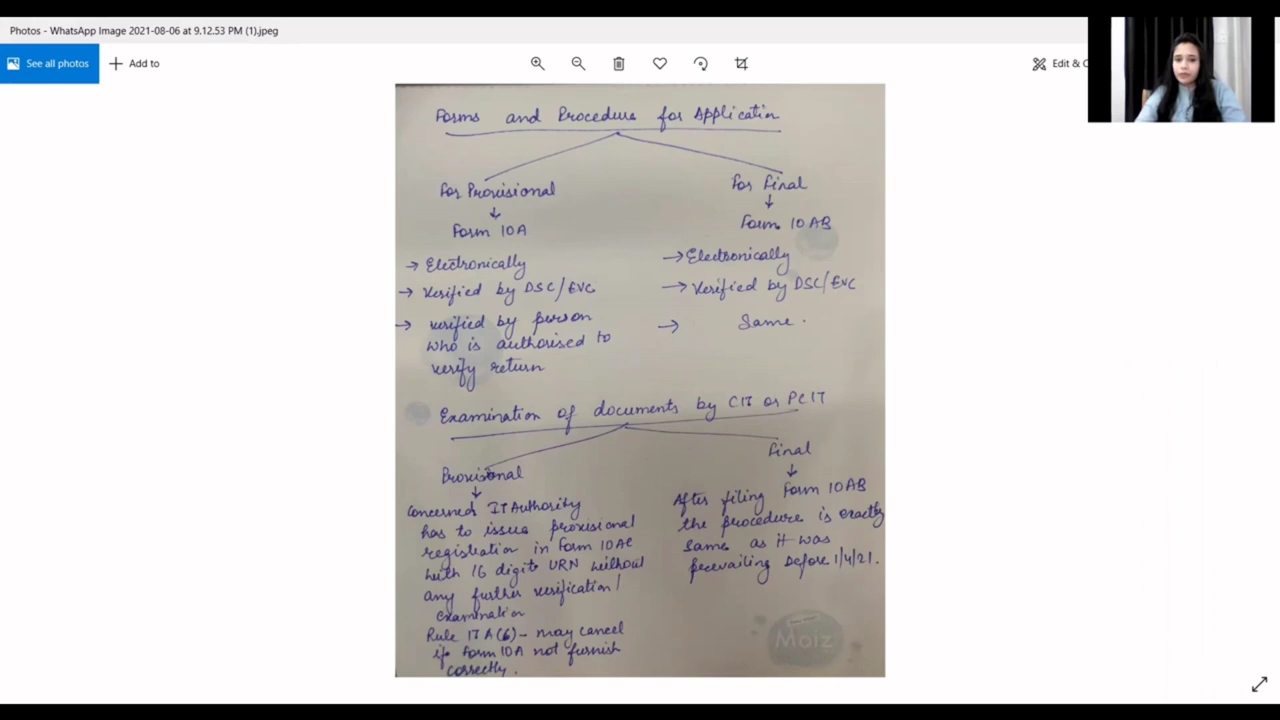 Photos - WhatsApp Image 2021-08-06 at 9.12.53 PM (1).jpeg
See all photos
Add to
Edit & C
Forms and Procedure for Application
For Provisional
Form 10A
→ Electronically
→ Verified by DSC/EVC
→ verified by person
who is authorised to
verify return
For Final
Form 10AB
→ Electronically
→ Verified by DSC/EVC
→ Same.
Examination of documents by CIT or PCIT
Provisional
Concerned IT Authority
has to issue provisional
registration in Form 10AC
with 16 digits URN without
any further verification/
examination
Rule 17A(6) - may cancel
if Form 10A not furnish
correctly.
Final
After filing Form 10AB
the procedure is exactly
same as it was
prevailing before 1/4/21.
Moiz